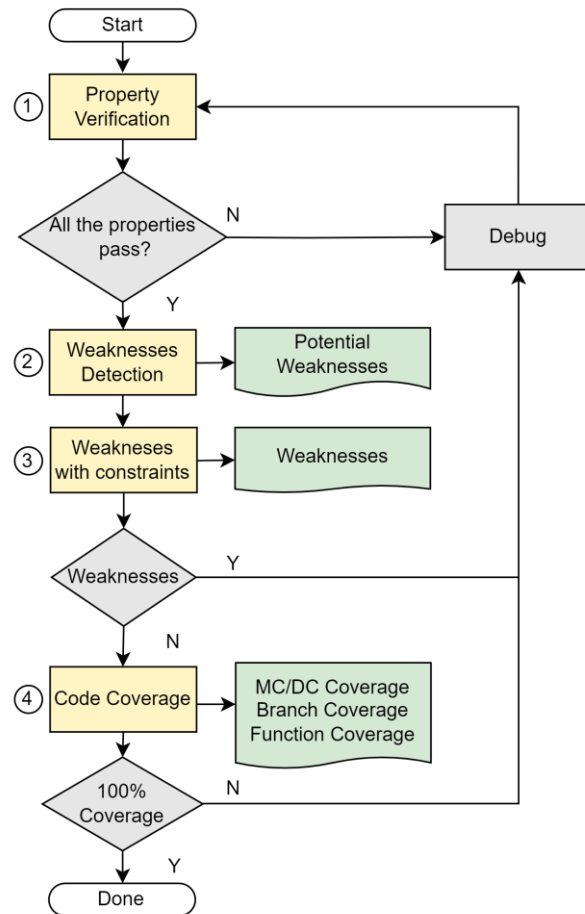 Start
1
Property
Verification
All the properties
pass?
N
Debug
Y
2
Weaknesses
Detection
Potential
Weaknesses
3
Weakneses
with constraints
Weaknesses
Weaknesses
Y
N
4
Code Coverage
MC/DC Coverage
Branch Coverage
Function Coverage
100%
Coverage
N
Y
Done